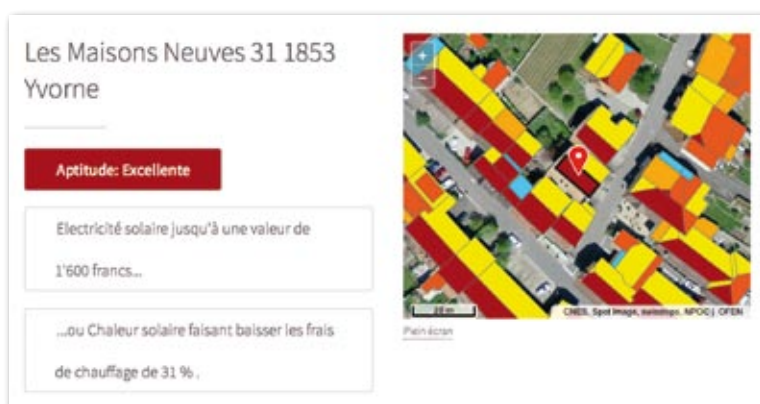 Les Maisons Neuves 31 1853
Yvorne
Aptitude: Excellente
Electricité solaire jusqu'à une valeur de
1'600 francs...
...ou Chaleur solaire faisant baisser les frais
de chauffage de 31 % .
+
−
20 m
CNES, Spot Image, swisstopo, NPOC | OFEN
Plein écran